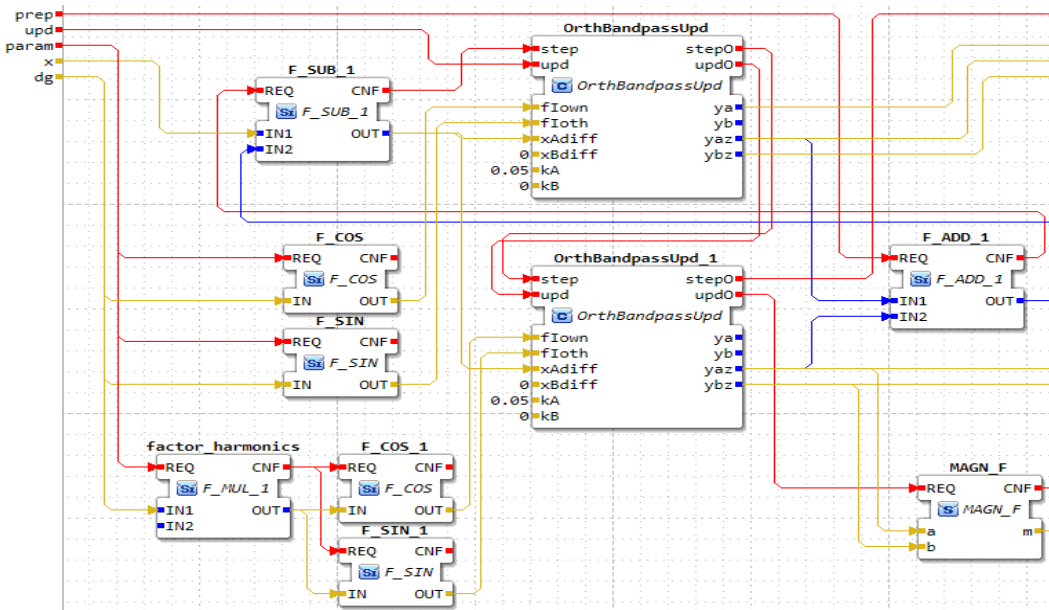 prep
upd
param
x
dg
F_SUB_1
REQ CNF
F_SUB_1
IN1 OUT
IN2
OrthBandpassUpd
step stepO
upd updO
OrthBandpassUpd
fIown ya
fIoth yb
xAdiff yaz
0 xBdiff ybz
0.05 kA
0 kB
F_COS
REQ CNF
F_COS
IN OUT
F_SIN
REQ CNF
F_SIN
IN OUT
OrthBandpassUpd_1
step stepO
upd updO
OrthBandpassUpd
fIown ya
fIoth yb
xAdiff yaz
0 xBdiff ybz
0.05 kA
0 kB
F_ADD_1
REQ CNF
F_ADD_1
IN1 OUT
IN2
factor_harmonics
REQ CNF
F_MUL_1
IN1 OUT
IN2
F_COS_1
REQ CNF
F_COS
IN OUT
F_SIN_1
REQ CNF
F_SIN
IN OUT
MAGN_F
REQ CNF
MAGN_F
a m
b